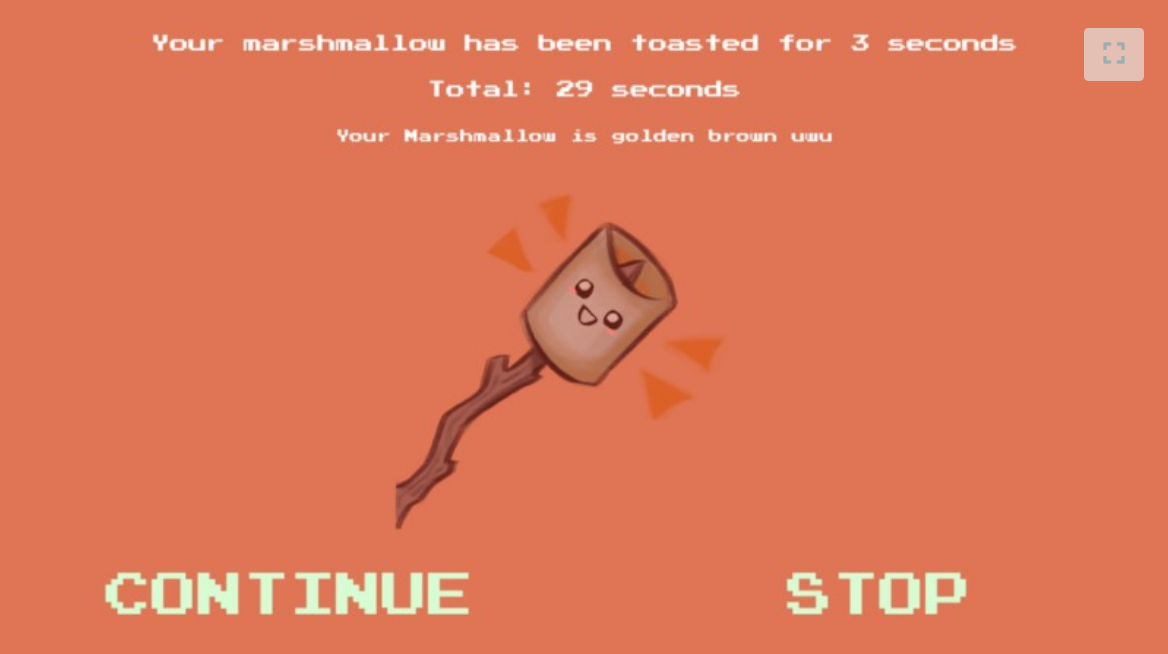 Your marshmallow has been toasted for 3 seconds
Total: 29 seconds
Your Marshmallow is golden brown uwu
CONTINUE
STOP